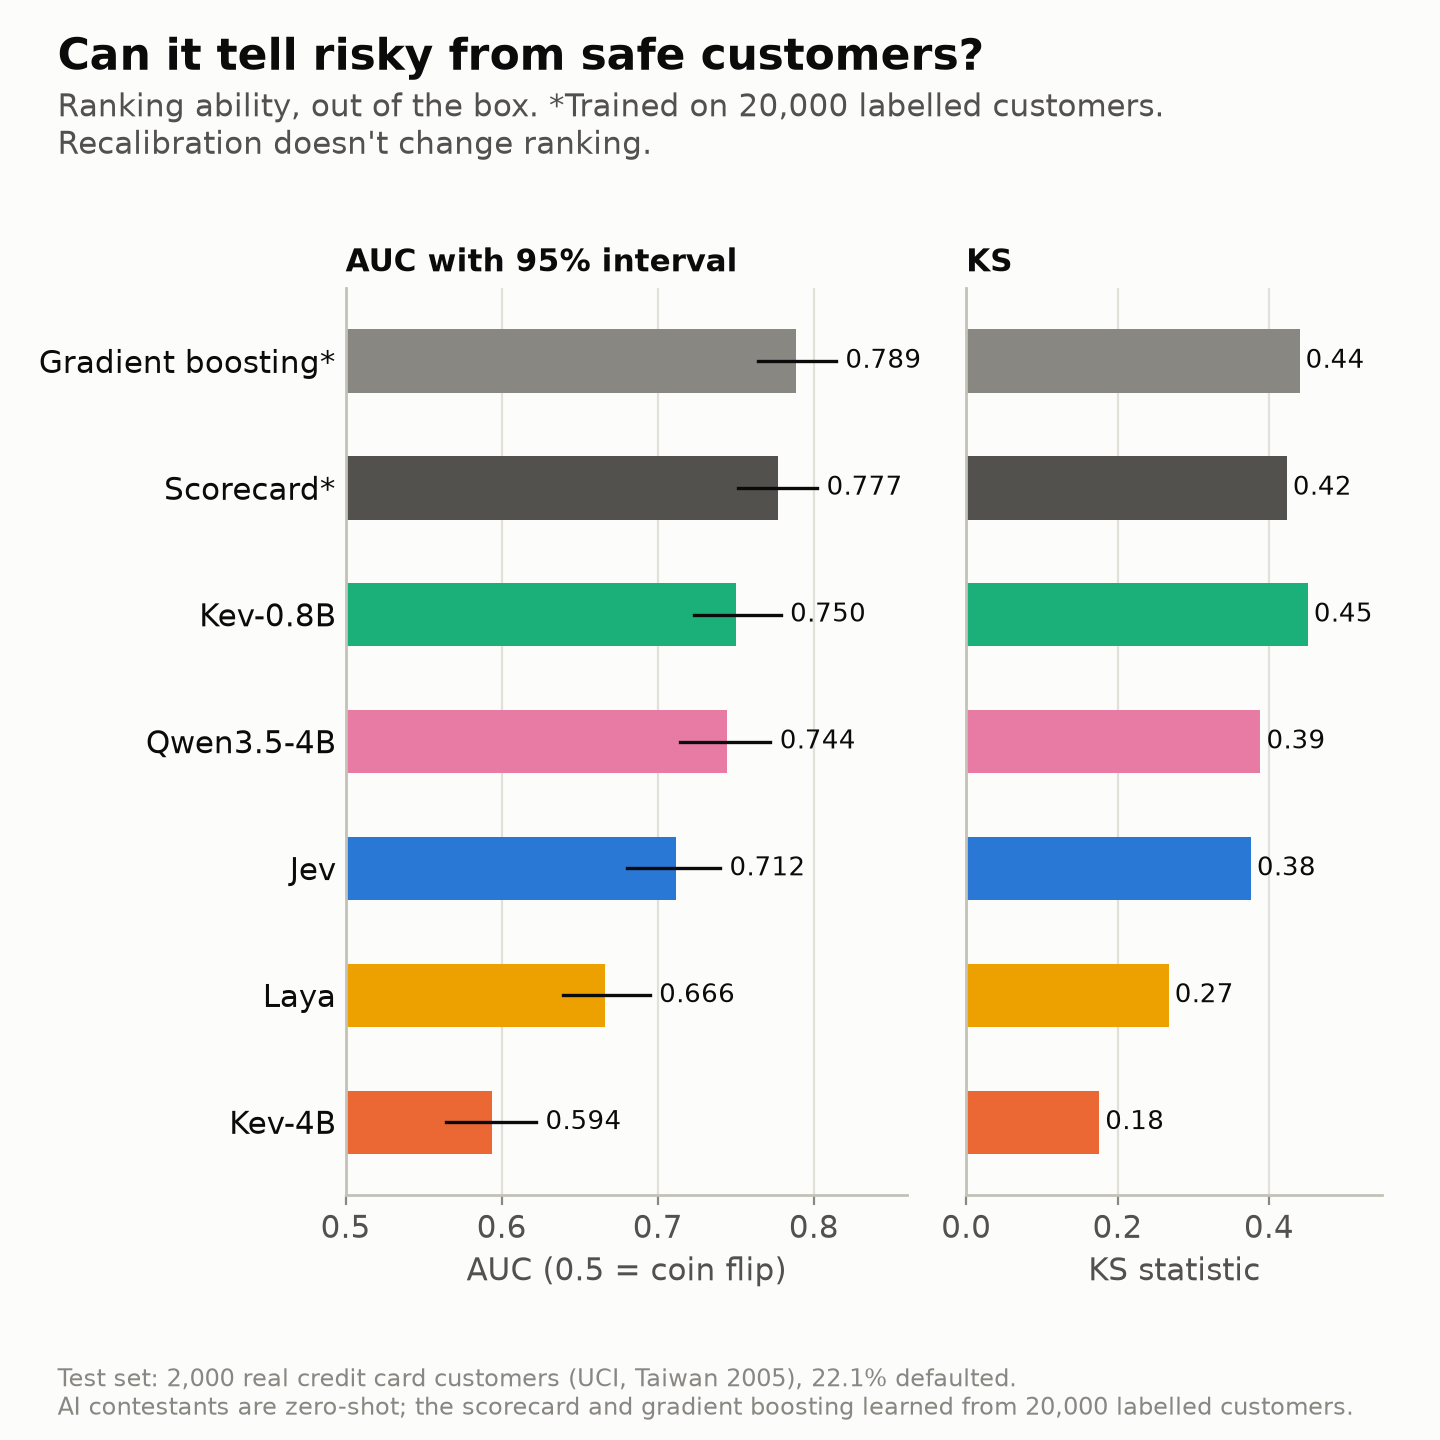 Can it tell risky from safe customers?
Ranking ability, out of the box. *Trained on 20,000 labelled customers.
Recalibration doesn't change ranking.
AUC with 95% interval
KS
Gradient boosting*
0.789
0.44
Scorecard*
0.777
0.42
Kev-0.8B
0.750
0.45
Qwen3.5-4B
0.744
0.39
Jev
0.712
0.38
Laya
0.666
0.27
Kev-4B
0.594
0.18
0.5 0.6 0.7 0.8
0.0 0.2 0.4
AUC (0.5 = coin flip)
KS statistic
Test set: 2,000 real credit card customers (UCI, Taiwan 2005), 22.1% defaulted.
AI contestants are zero-shot; the scorecard and gradient boosting learned from 20,000 labelled customers.